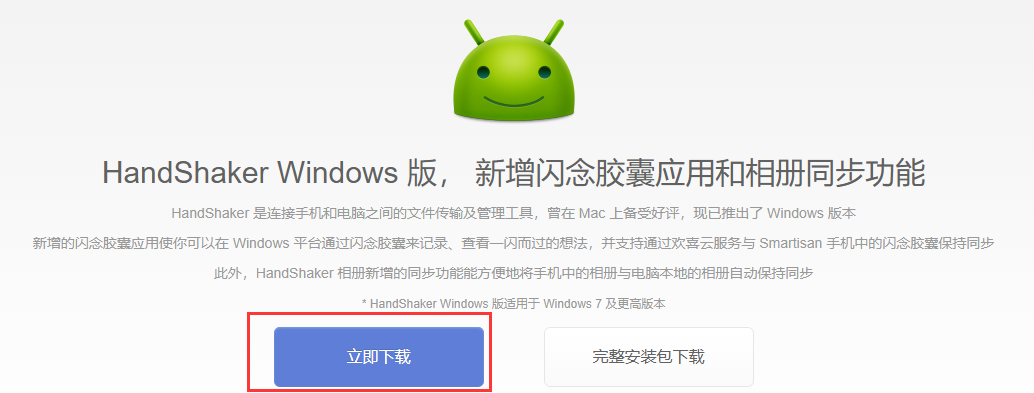 HandShaker Windows 版， 新增闪念胶囊应用和相册同步功能
HandShaker 是连接手机和电脑之间的文件传输及管理工具，曾在 Mac 上备受好评，现已推出了 Windows 版本
新增的闪念胶囊应用使你可以在 Windows 平台通过闪念胶囊来记录、查看一闪而过的想法，并支持通过欢喜云服务与 Smartisan 手机中的闪念胶囊保持同步
此外，HandShaker 相册新增的同步功能能方便地将手机中的相册与电脑本地的相册自动保持同步
* HandShaker Windows 版适用于 Windows 7 及更高版本
立即下载
完整安装包下载